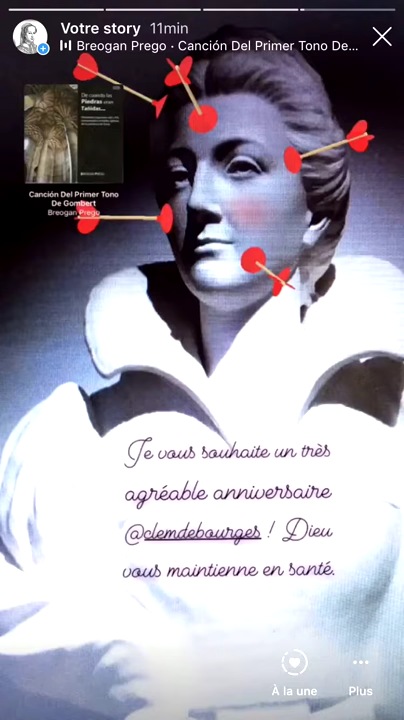 Votre story 11min
Breogan Prego · Canción Del Primer Tono De...
De cuando las
Piedras viven
Tañidas...
Canción Del Primer Tono
De Gombert
Breogan Prego
Je vous souhaite un très
agréable anniversaire
@clemdebourges ! Dieu
vous maintienne en santé.
À la une
Plus